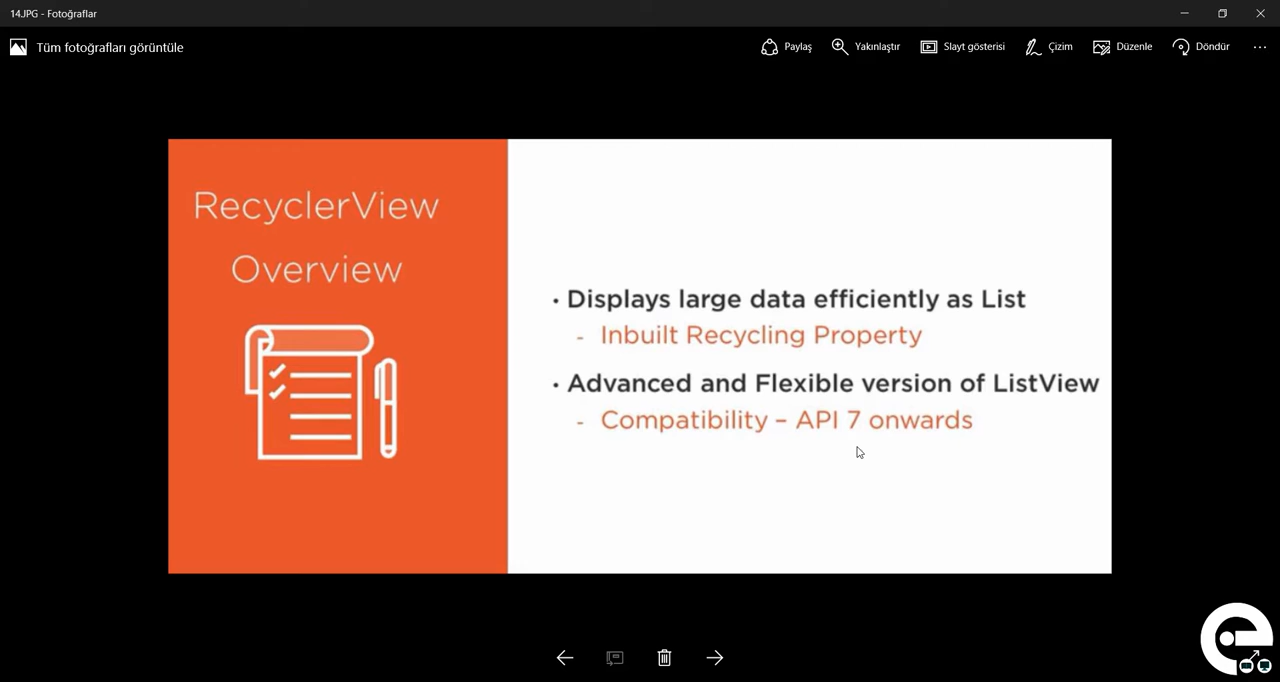 14.JPG - Fotoğraflar
Tüm fotoğrafları görüntüle
Paylaş
Yakınlaştır
Slayt gösterisi
Çizim
Düzenle
Döndür
RecyclerView
Overview
• Displays large data efficiently as List
- Inbuilt Recycling Property
• Advanced and Flexible version of ListView
- Compatibility – API 7 onwards